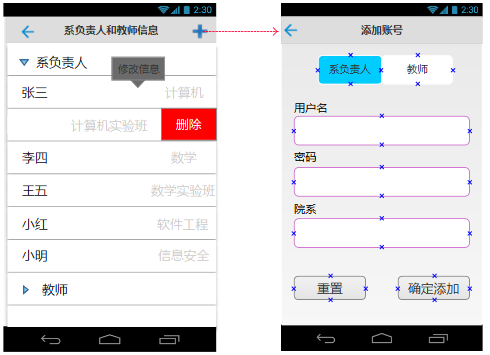 2:30
系负责人和教师信息
系负责人
修改信息
张三 计算机
计算机实验班 删除
李四 数学
王五 数学实验班
小红 软件工程
小明 信息安全
教师
2:30
添加账号
系负责人 教师
用户名
密码
院系
重置 确定添加